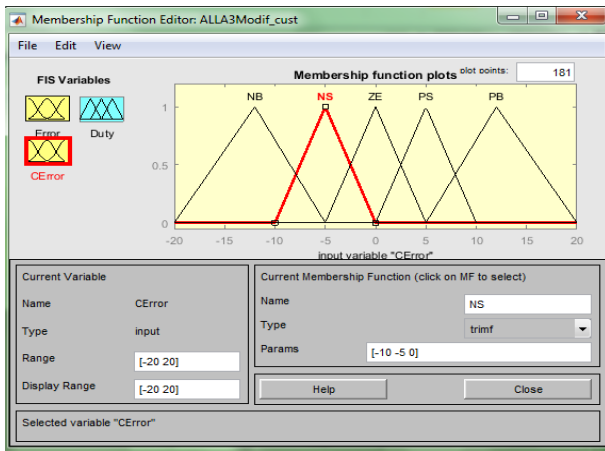 Membership Function Editor: ALLA3Modif_cust
File Edit View
FIS Variables
Membership function plots plot points: 181
Error Duty
CError
NB NS ZE PS PB
1
0.5
0
-20 -15 -10 -5 0 5 10 15 20
input variable "CError"
Current Variable
Name CError
Type input
Range [-20 20]
Display Range [-20 20]
Current Membership Function (click on MF to select)
Name NS
Type trimf
Params [-10 -5 0]
Help Close
Selected variable "CError"